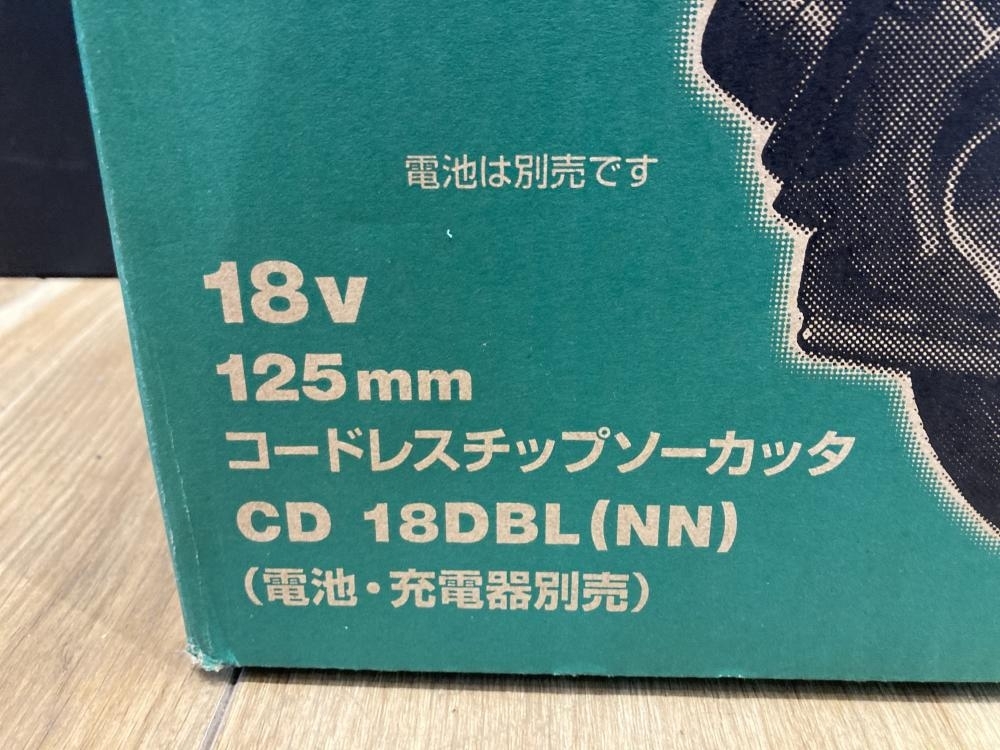 電池は別売です
18V
125mm
コードレスチップソーカッタ
CD 18DBL(NN)
(電池・充電器別売)